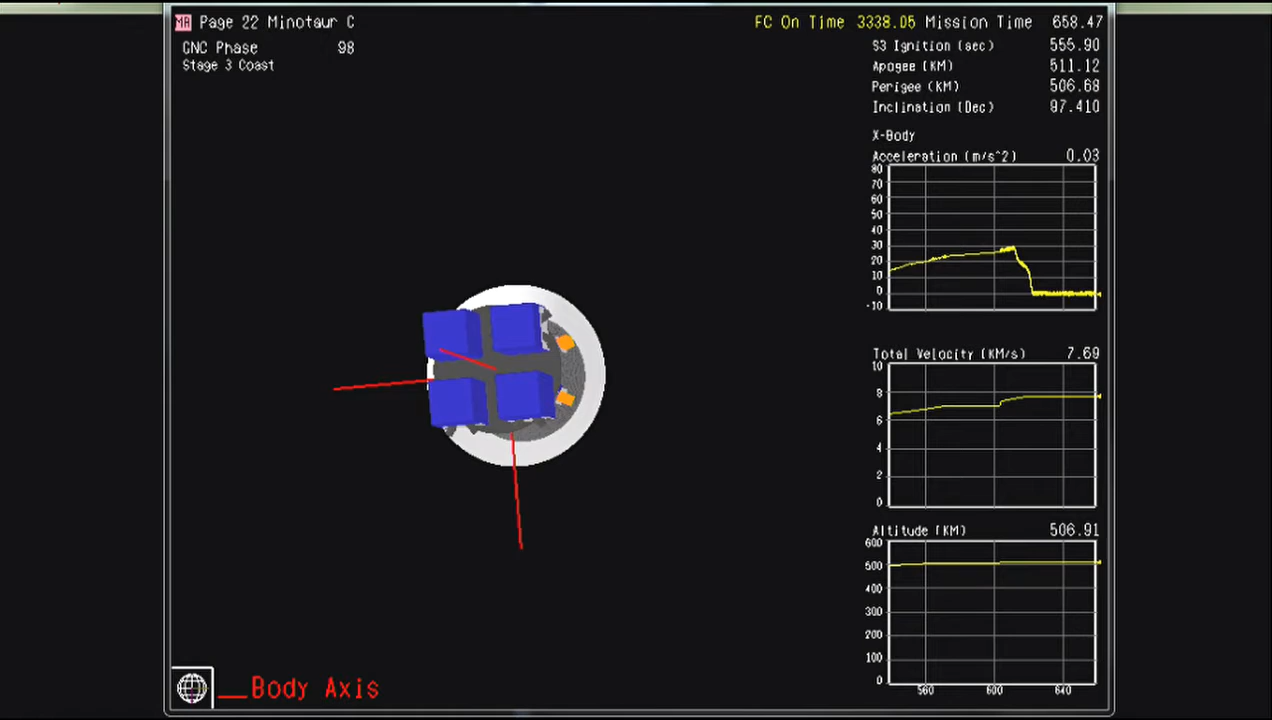 MA Page 22 Minotaur C
FC On Time 3338.05 Mission Time 658.47
GNC Phase 98
Stage 3 Coast
S3 Ignition (sec) 555.90
Apogee (KM) 511.12
Perigee (KM) 506.68
Inclination (Dec) 97.410
X-Body
Acceleration (m/s^2) 0.03
80
70
60
50
40
30
20
10
0
-10
Total Velocity (KM/s) 7.69
10
8
6
4
2
0
Altitude (KM) 506.91
600
500
400
300
200
100
0
560 600 640
Body Axis